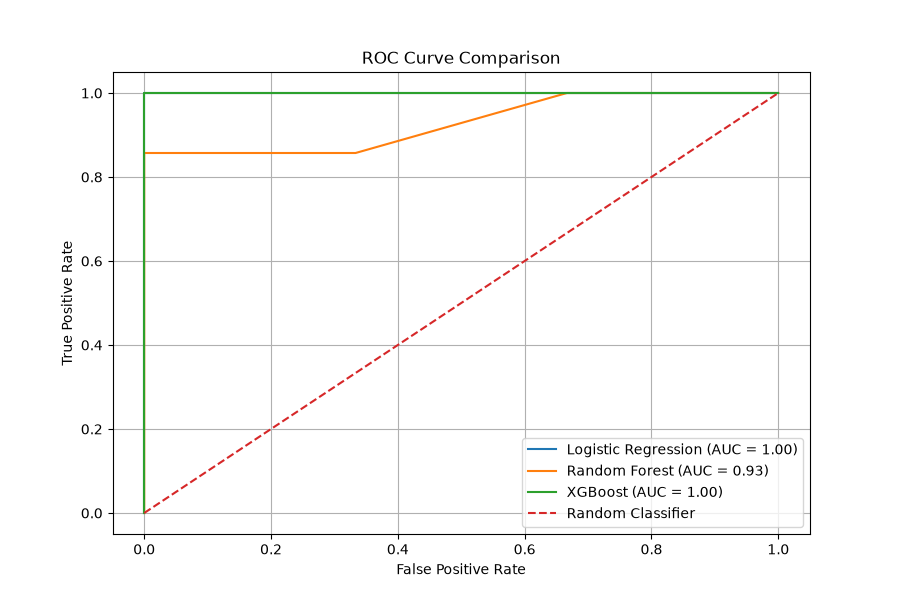 ROC Curve Comparison
True Positive Rate
1.0
0.8
0.6
0.4
0.2
0.0
Logistic Regression (AUC = 1.00)
Random Forest (AUC = 0.93)
XGBoost (AUC = 1.00)
Random Classifier
0.0 0.2 0.4 0.6 0.8 1.0
False Positive Rate